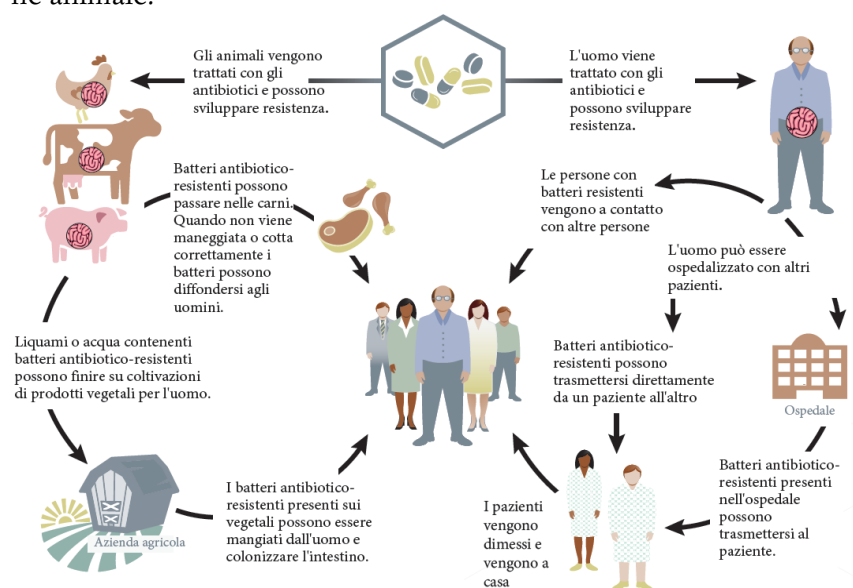 ne animale.
Gli animali vengono
trattati con gli
antibiotici e possono
sviluppare resistenza.
L'uomo viene
trattato con gli
antibiotici e
possono sviluppare
resistenza.
Batteri antibiotico-
resistenti possono
passare nelle carni.
Quando non viene
maneggiata o cotta
correttamente i
batteri possono
diffondersi agli
uomini.
Le persone con
batteri resistenti
vengono a contatto
con altre persone
L'uomo può essere
ospedalizzato con altri
pazienti.
Liquami o acqua contenenti
batteri antibiotico-resistenti
possono finire su coltivazioni
di prodotti vegetali per l'uomo.
Batteri antibiotico-
resistenti possono
trasmettersi direttamente
da un paziente all'altro
Ospedale
Azienda agricola
I batteri antibiotico-
resistenti presenti sui
vegetali possono essere
mangiati dall'uomo e
colonizzare l'intestino.
I pazienti
vengono
dimessi e
vengono a
casa
Batteri antibiotico-
resistenti presenti
nell'ospedale
possono
trasmettersi al
paziente.